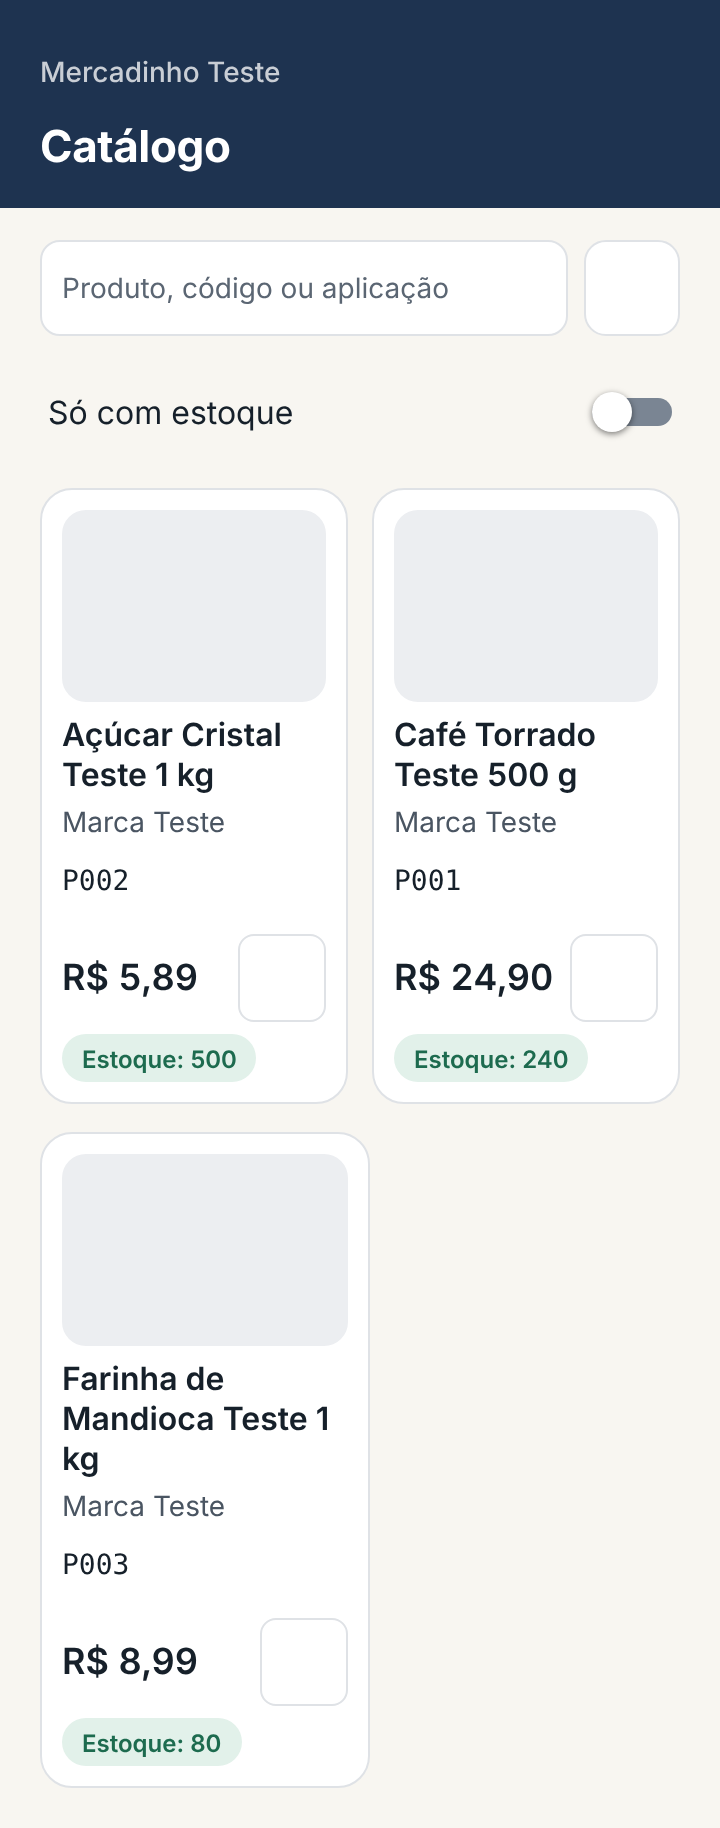 Mercadinho Teste
Catálogo
Produto, código ou aplicação
Só com estoque
Açúcar Cristal
Teste 1 kg
Marca Teste
P002
R$ 5,89
Estoque: 500
Café Torrado
Teste 500 g
Marca Teste
P001
R$ 24,90
Estoque: 240
Farinha de
Mandioca Teste 1
kg
Marca Teste
P003
R$ 8,99
Estoque: 80